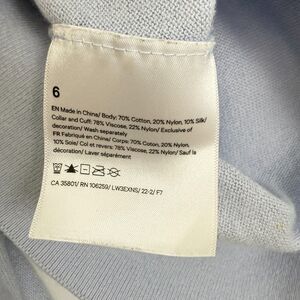 6
EN Made in China/ Body: 70% Cotton, 20% Nylon, 10% Silk/
Collar and Cuff: 78% Viscose, 22% Nylon/ Exclusive of
decoration/ Wash separately
FR Fabriqué en Chine/ Corps: 70% Coton, 20% Nylon,
10% Soie/ Col et revers: 78% Viscose, 22% Nylon/ Sauf la
décoration/ Laver séparément
CA 35801/ RN 106259/ LW3EXNS/ 22-2/ F7